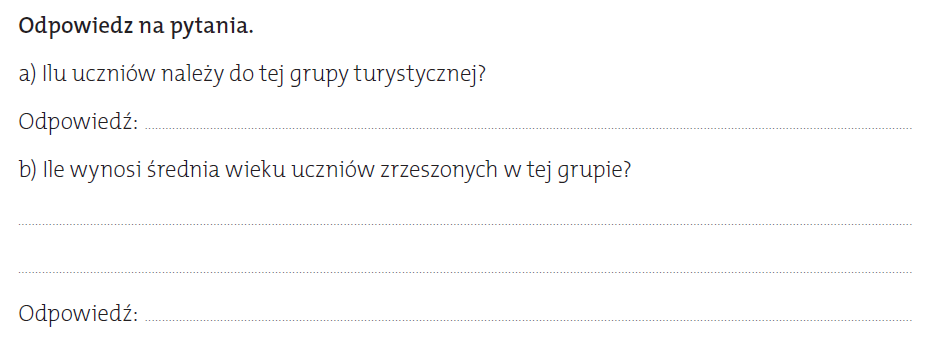 Odpowiedz na pytania.
a) Ilu uczniów należy do tej grupy turystycznej?
Odpowiedź:
b) Ile wynosi średnia wieku uczniów zrzeszonych w tej grupie?
Odpowiedź: